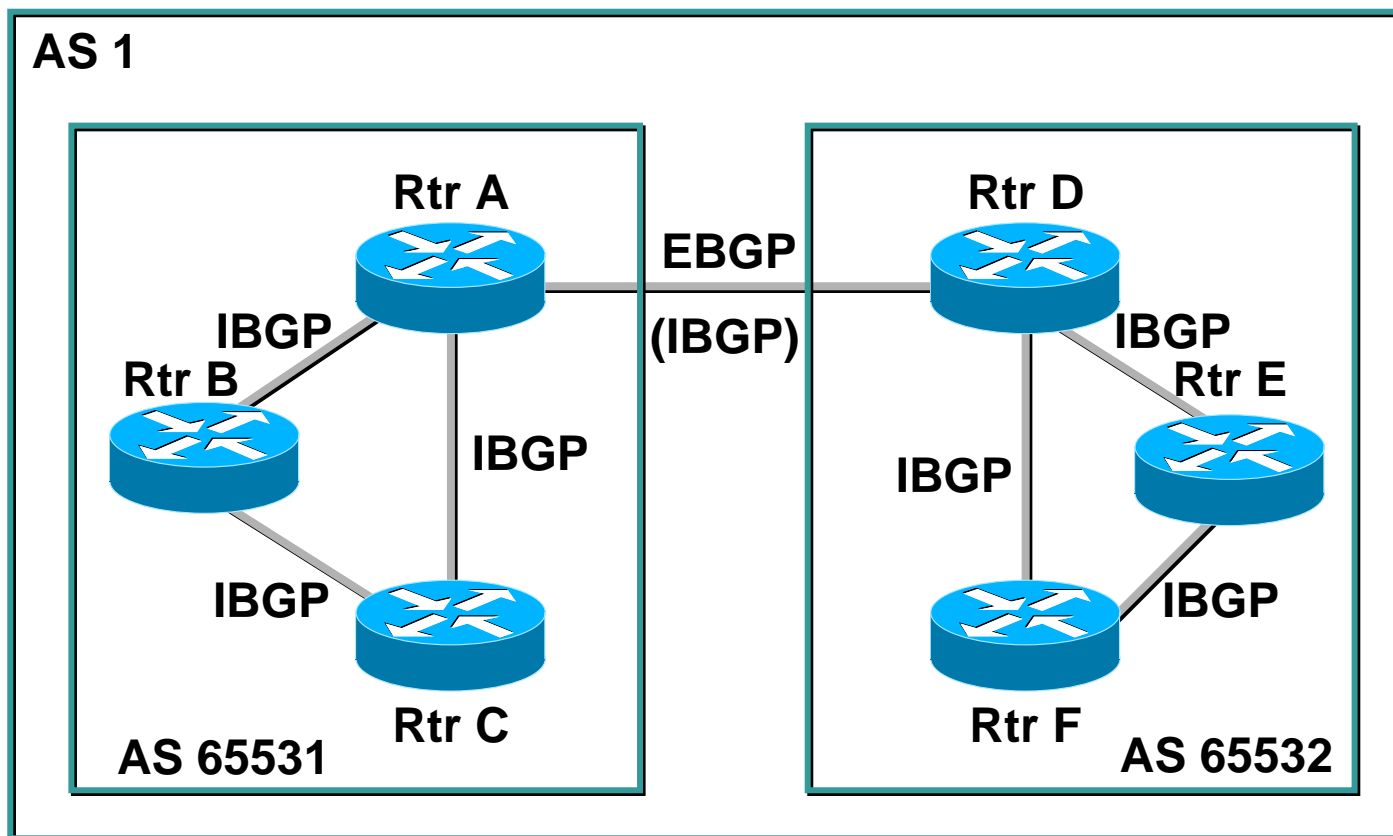 AS 1
Rtr A
Rtr D
EBGP
(IBGP)
IBGP
IBGP
Rtr B
Rtr E
IBGP
IBGP
IBGP
IBGP
Rtr C
Rtr F
AS 65531
AS 65532